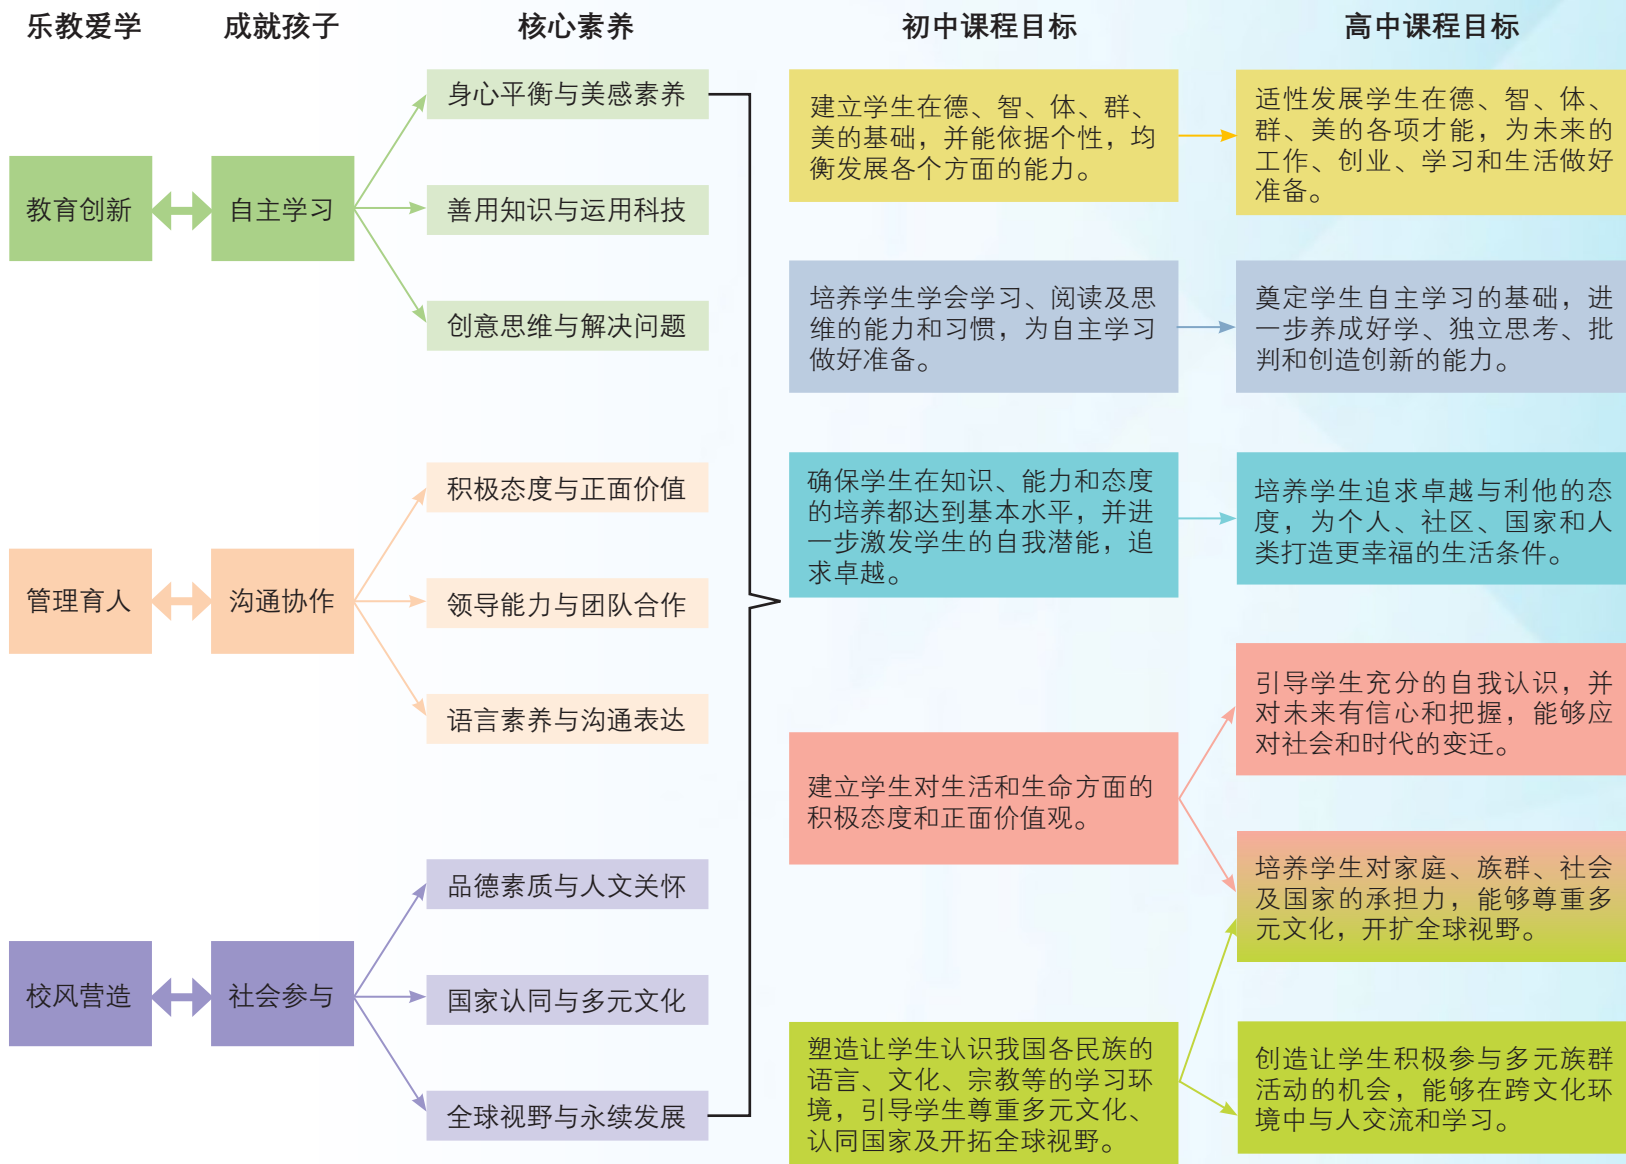 乐教爱学
成就孩子
核心素养
初中课程目标
高中课程目标
教育创新
自主学习
身心平衡与美感素养
善用知识与运用科技
创意思维与解决问题
管理育人
沟通协作
积极态度与正面价值
领导能力与团队合作
语言素养与沟通表达
校风营造
社会参与
品德素质与人文关怀
国家认同与多元文化
全球视野与永续发展
建立学生在德、智、体、群、
美的基础，并能依据个性，均
衡发展各个方面的能力。
适性发展学生在德、智、体、
群、美的各项才能，为未来的
工作、创业、学习和生活做好
准备。
培养学生学会学习、阅读及思
维的能力和习惯，为自主学习
做好准备。
奠定学生自主学习的基础，进
一步养成好学、独立思考、批
判和创造创新的能力。
确保学生在知识、能力和态度
的培养都达到基本水平，并进
一步激发学生的自我潜能，追
求卓越。
培养学生追求卓越与利他的态
度，为个人、社区、国家和人
类打造更幸福的生活条件。
建立学生对生活和生命方面的
积极态度和正面价值观。
引导学生充分的自我认识，并
对未来有信心和把握，能够应
对社会和时代的变迁。
培养学生对家庭、族群、社会
及国家的承担力，能够尊重多
元文化，开扩全球视野。
塑造让学生认识我国各民族的
语言、文化、宗教等的学习环
境，引导学生尊重多元文化、
认同国家及开拓全球视野。
创造让学生积极参与多元族群
活动的机会，能够在跨文化环
境中与人交流和学习。